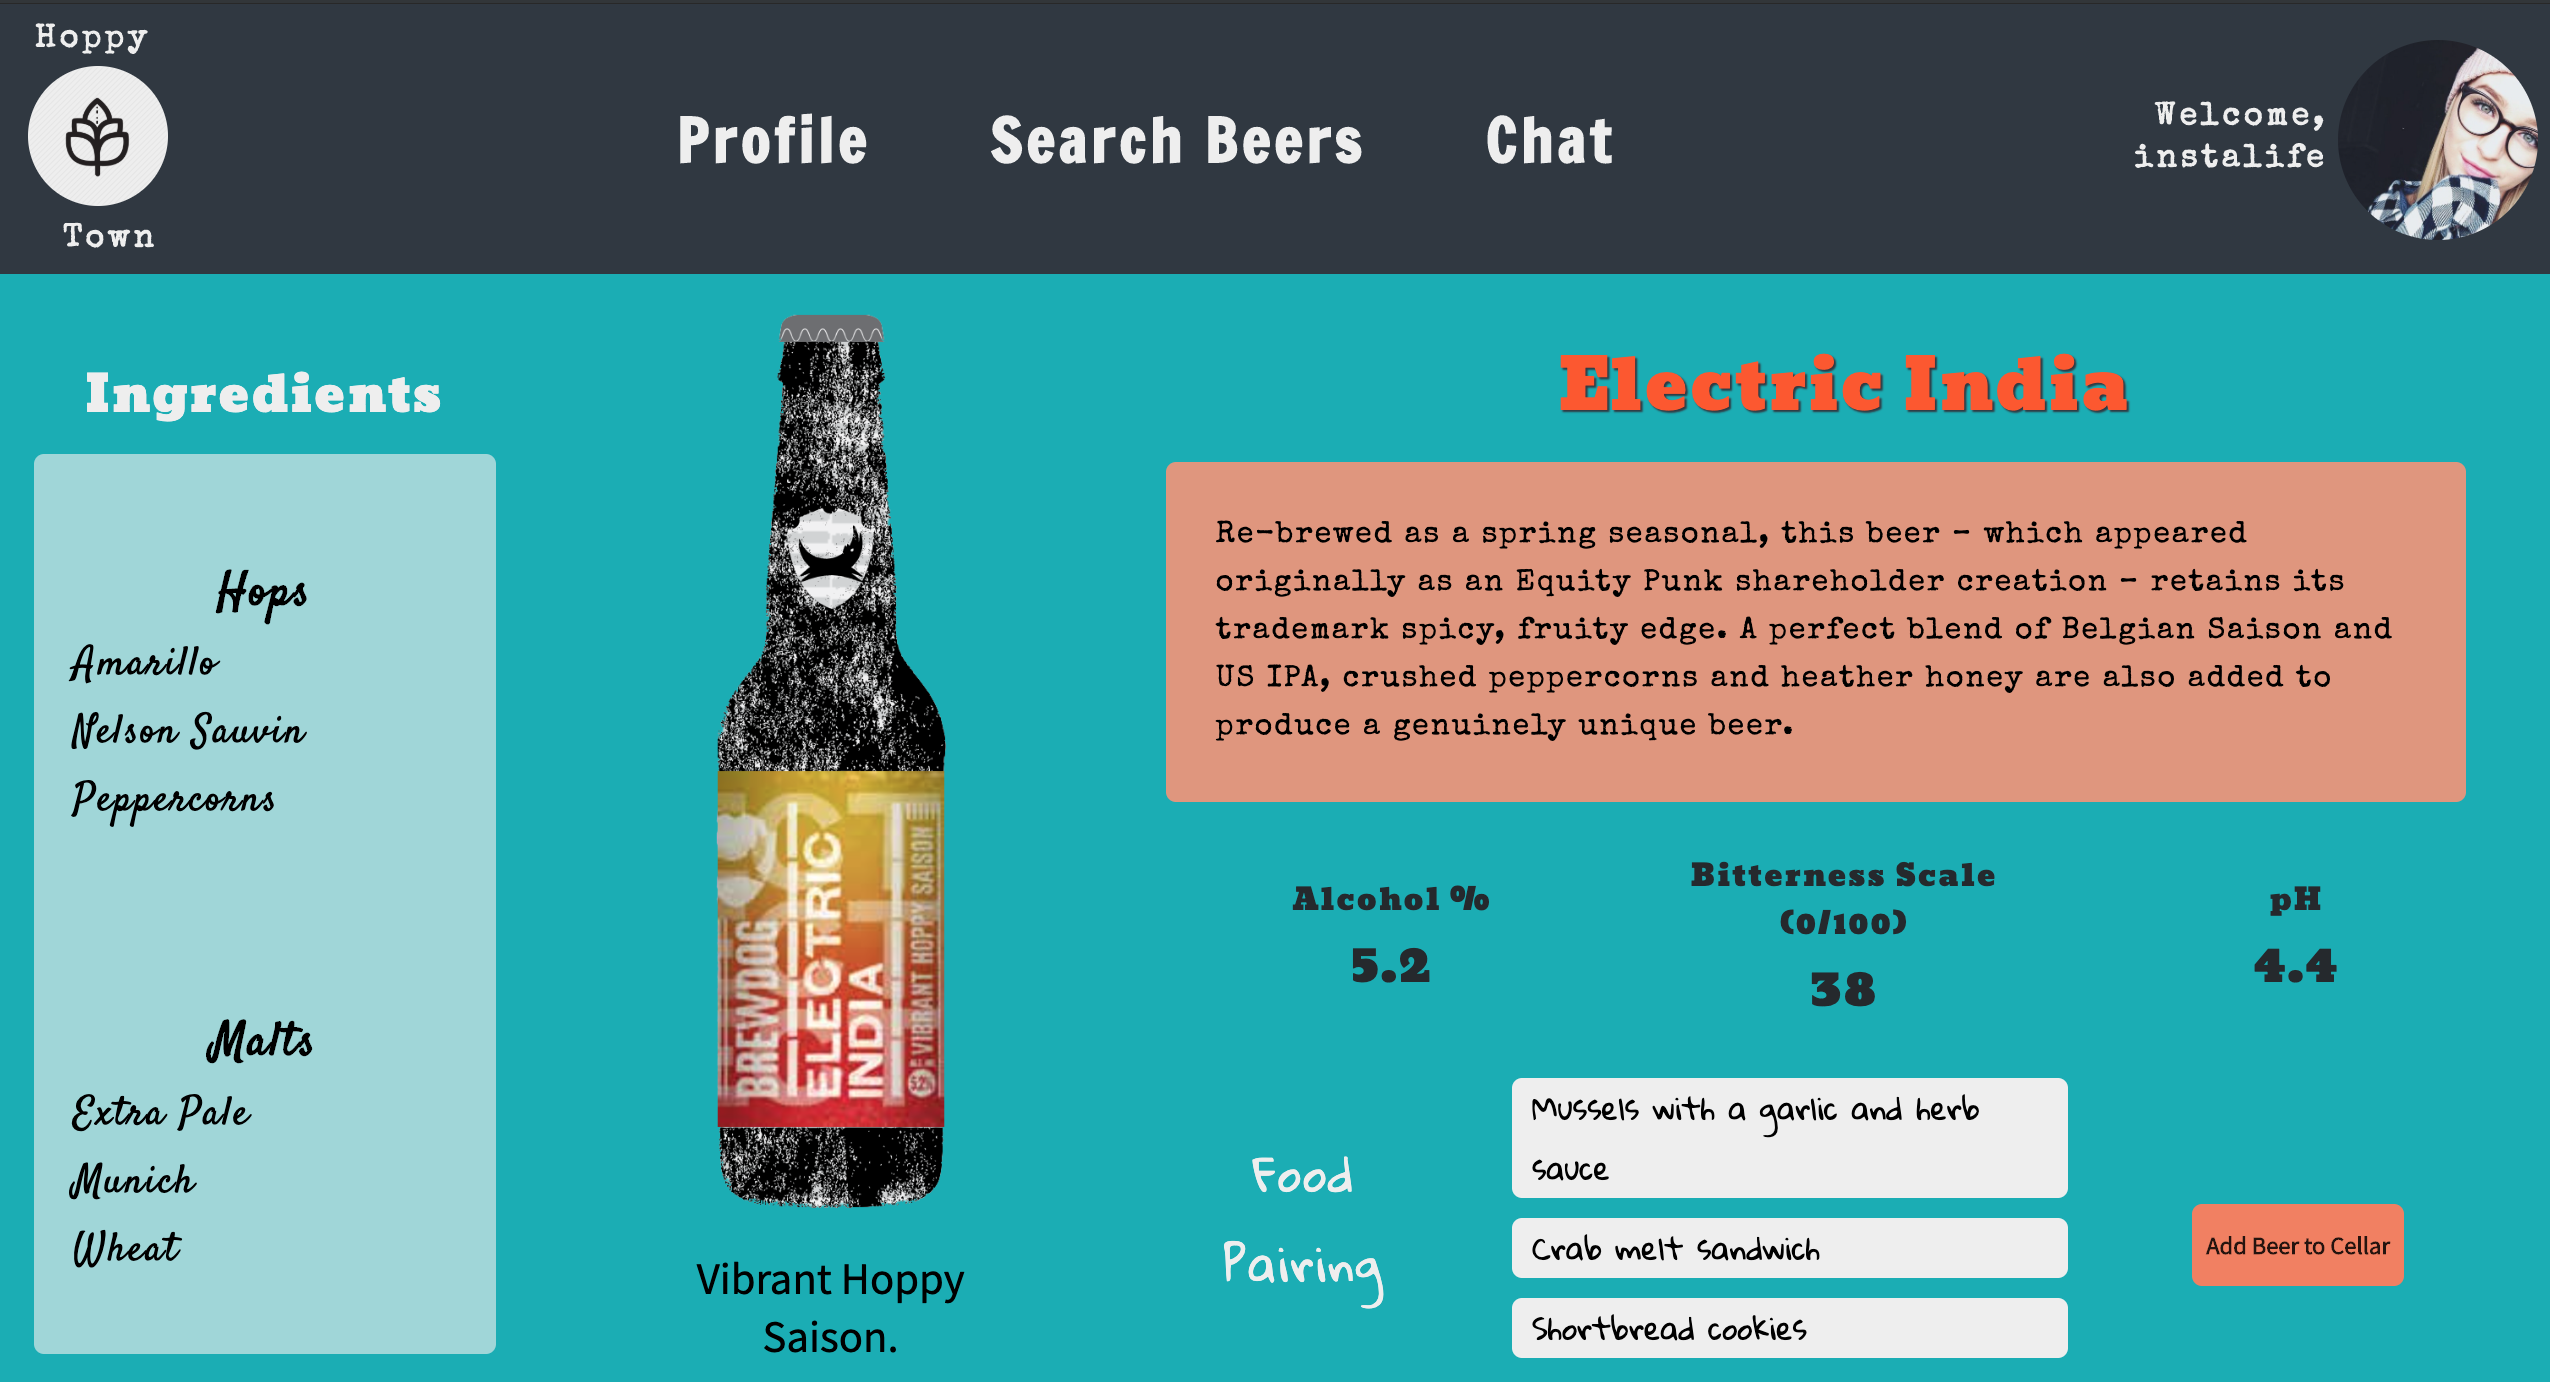 Hoppy
Town
Profile
Search Beers
Chat
Welcome,
instalife
Ingredients
Hops
Amarillo
Nelson Sauvin
Peppercorns
Malts
Extra Pale
Munich
Wheat
BREWDOG
ELECTRIC
INDIA
VIBRANT HOPPY SAISON
5.2%
Vibrant Hoppy
Saison.
Electric India
Re-brewed as a spring seasonal, this beer – which appeared
originally as an Equity Punk shareholder creation – retains its
trademark spicy, fruity edge. A perfect blend of Belgian Saison and
US IPA, crushed peppercorns and heather honey are also added to
produce a genuinely unique beer.
Alcohol %
5.2
Bitterness Scale
(0/100)
38
pH
4.4
Food
Pairing
Mussels with a garlic and herb
sauce
Crab melt sandwich
Shortbread cookies
Add Beer to Cellar